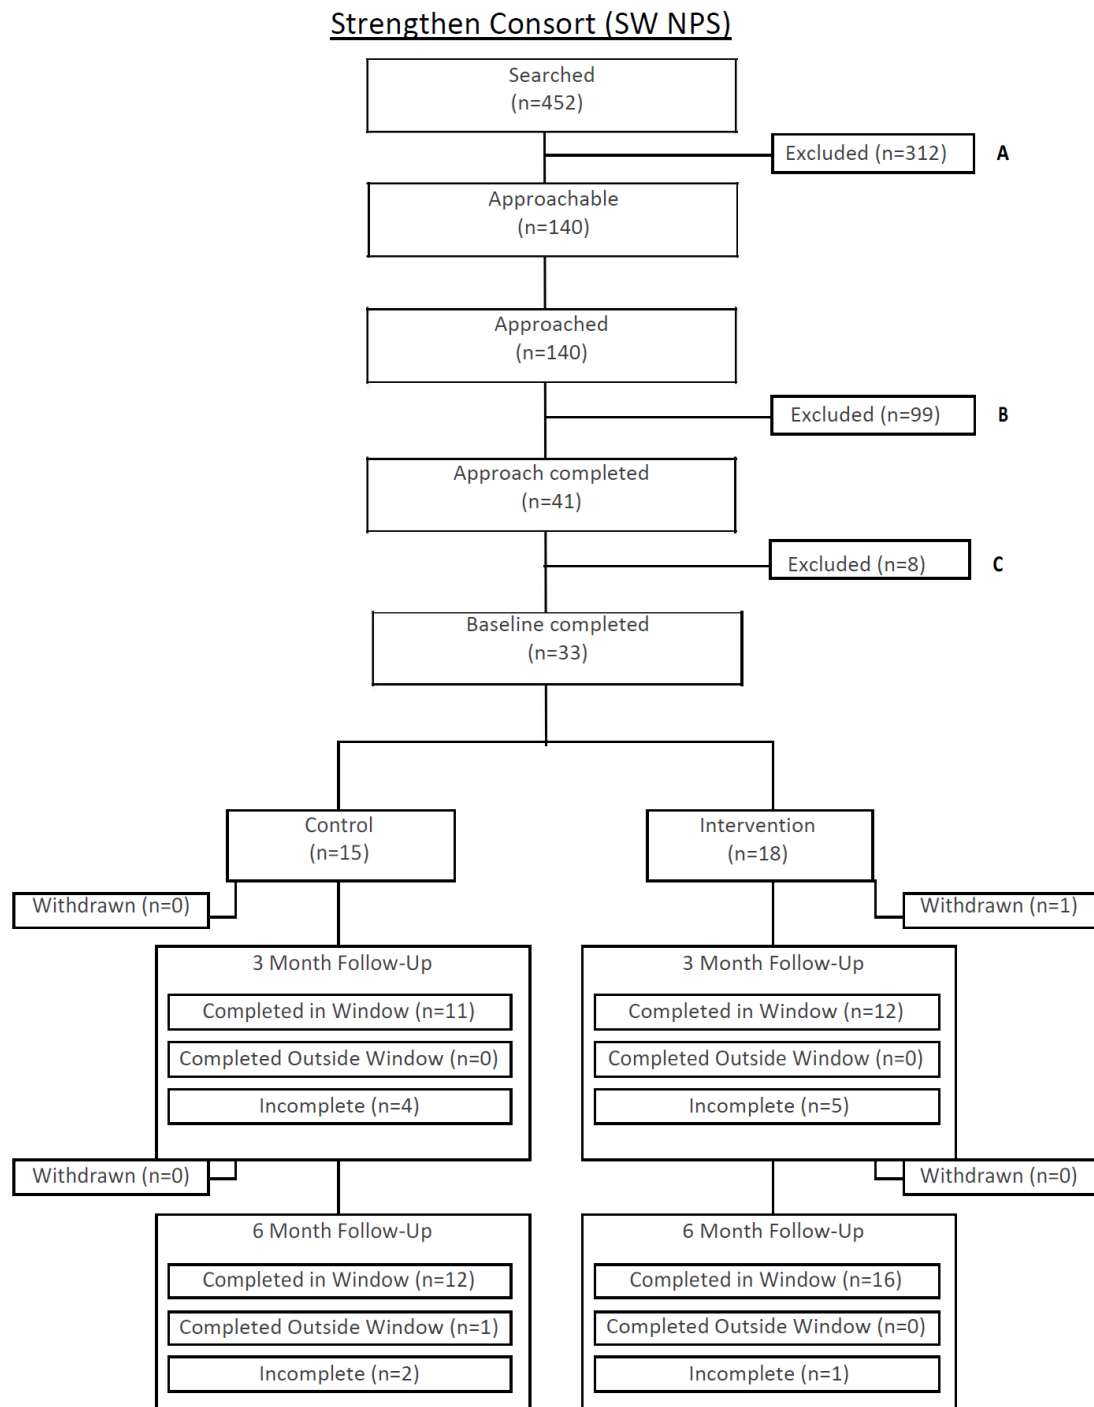 Strengthen Consort (SW NPS)
Searched
(n=452)
Excluded (n=312)
A
Approachable
(n=140)
Approached
(n=140)
Excluded (n=99)
B
Approach completed
(n=41)
Excluded (n=8)
C
Baseline completed
(n=33)
Control
(n=15)
Intervention
(n=18)
Withdrawn (n=0)
Withdrawn (n=1)
3 Month Follow-Up
Completed in Window (n=11)
Completed Outside Window (n=0)
Incomplete (n=4)
3 Month Follow-Up
Completed in Window (n=12)
Completed Outside Window (n=0)
Incomplete (n=5)
Withdrawn (n=0)
Withdrawn (n=0)
6 Month Follow-Up
Completed in Window (n=12)
Completed Outside Window (n=1)
Incomplete (n=2)
6 Month Follow-Up
Completed in Window (n=16)
Completed Outside Window (n=0)
Incomplete (n=1)